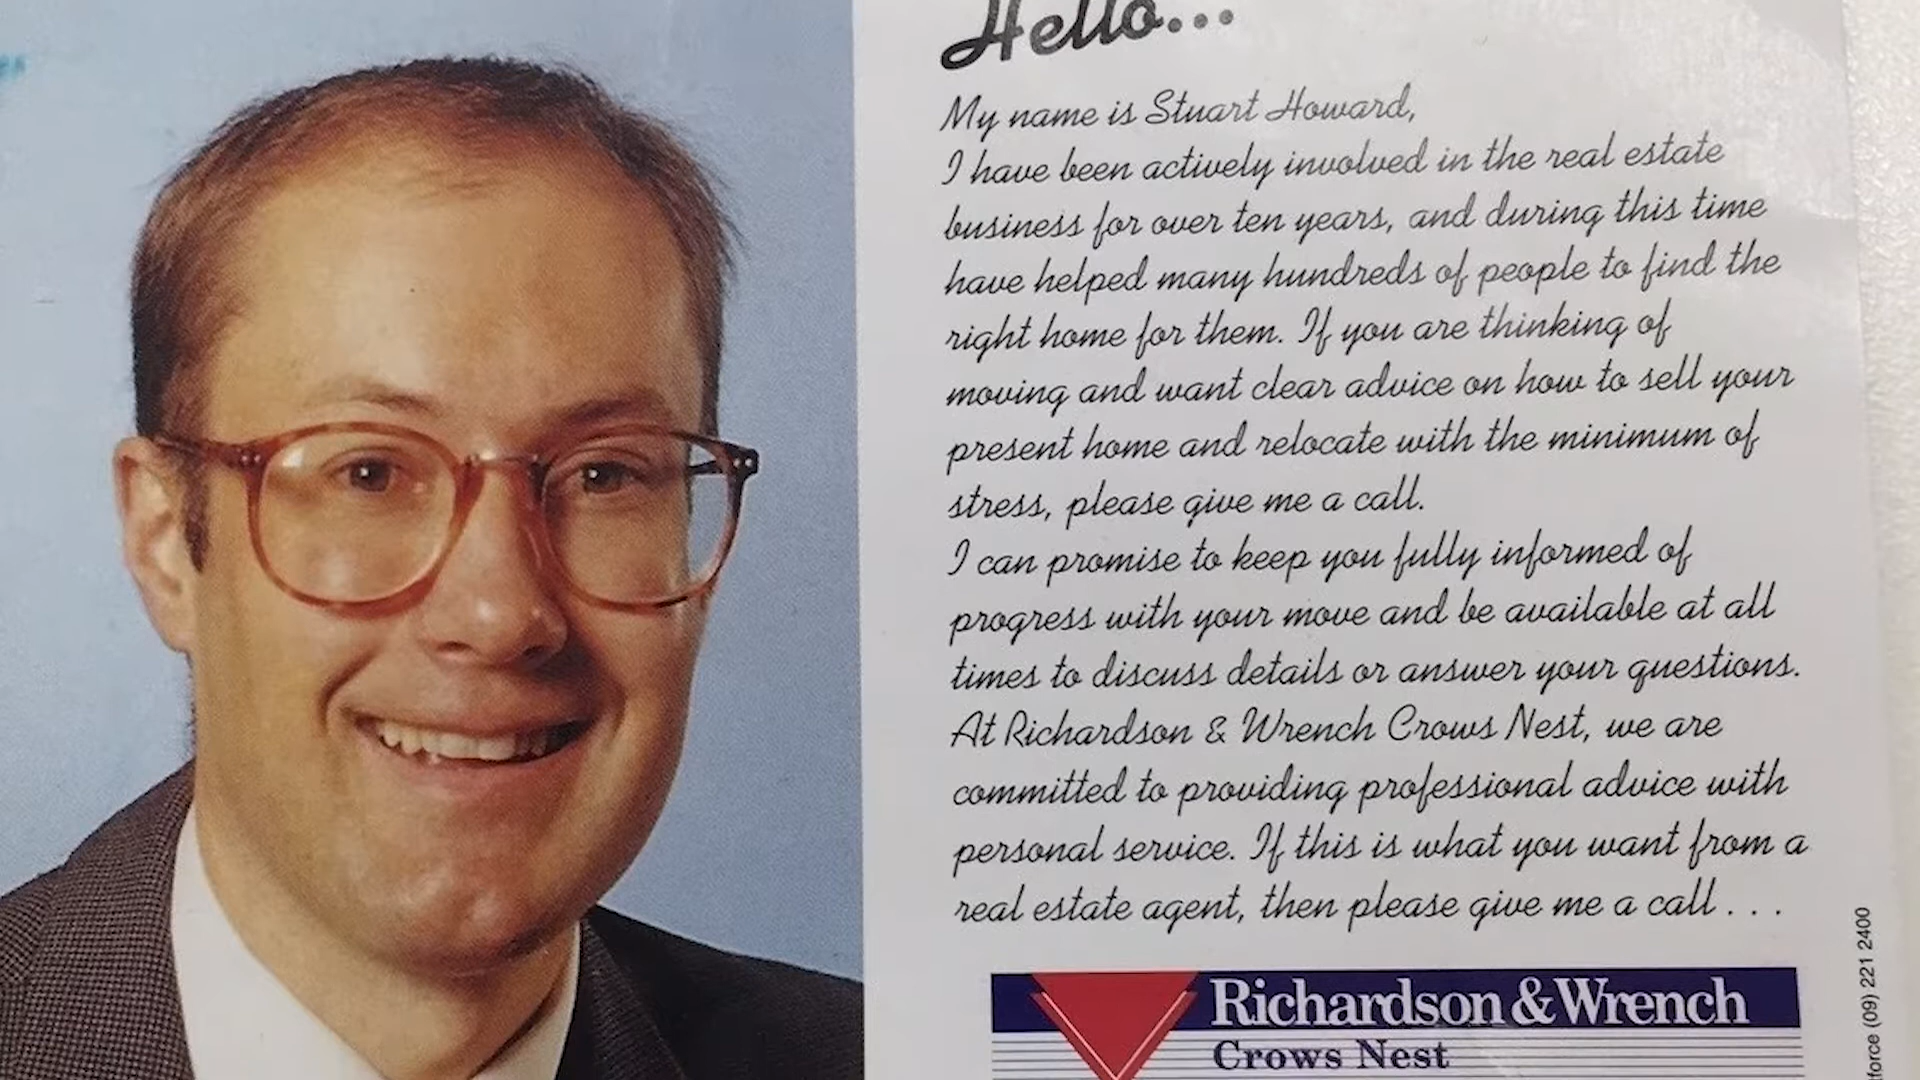 Hello...
My name is Stuart Howard,
I have been actively involved in the real estate
business for over ten years, and during this time
have helped many hundreds of people to find the
right home for them. If you are thinking of
moving and want clear advice on how to sell your
present home and relocate with the minimum of
stress, please give me a call.
I can promise to keep you fully informed of
progress with your move and be available at all
times to discuss details or answer your questions.
At Richardson & Wrench Crows Nest, we are
committed to providing professional advice with
personal service. If this is what you want from a
real estate agent, then please give me a call . . .
Richardson & Wrench
Crows Nest
(09) 221 2400